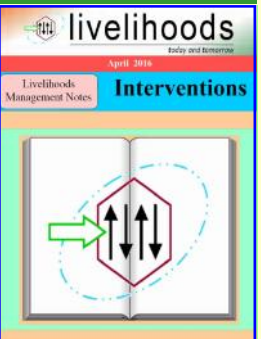 livelihoods
today and tomorrow
April 2016
Livelihoods
Management Notes
Interventions